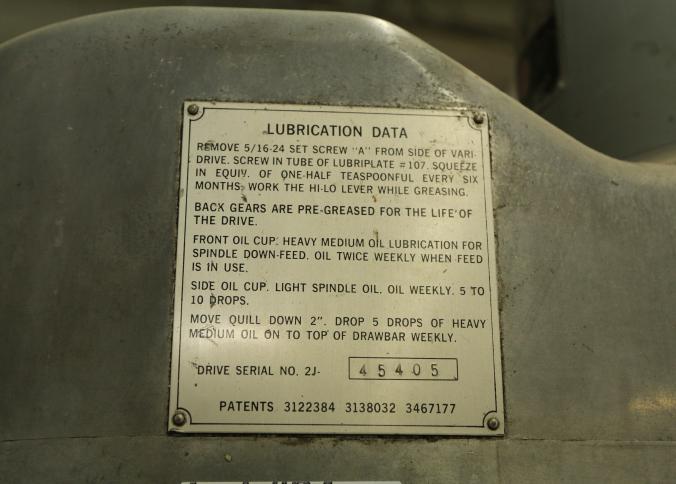 LUBRICATION DATA
REMOVE 5/16-24 SET SCREW "A" FROM SIDE OF VARI-
DRIVE. SCREW IN TUBE OF LUBRIPLATE #107. SQUEEZE
IN EQUIV. OF ONE-HALF TEASPOONFUL EVERY SIX
MONTHS. WORK THE HI-LO LEVER WHILE GREASING.
BACK GEARS ARE PRE-GREASED FOR THE LIFE OF
THE DRIVE.
FRONT OIL CUP. HEAVY MEDIUM OIL LUBRICATION FOR
SPINDLE DOWN-FEED. OIL TWICE WEEKLY WHEN FEED
IS IN USE.
SIDE OIL CUP. LIGHT SPINDLE OIL. OIL WEEKLY. 5 TO
10 DROPS.
MOVE QUILL DOWN 2". DROP 5 DROPS OF HEAVY
MEDIUM OIL ON TO TOP OF DRAWBAR WEEKLY.
DRIVE SERIAL NO. 2J- 45405
PATENTS 3122384 3138032 3467177